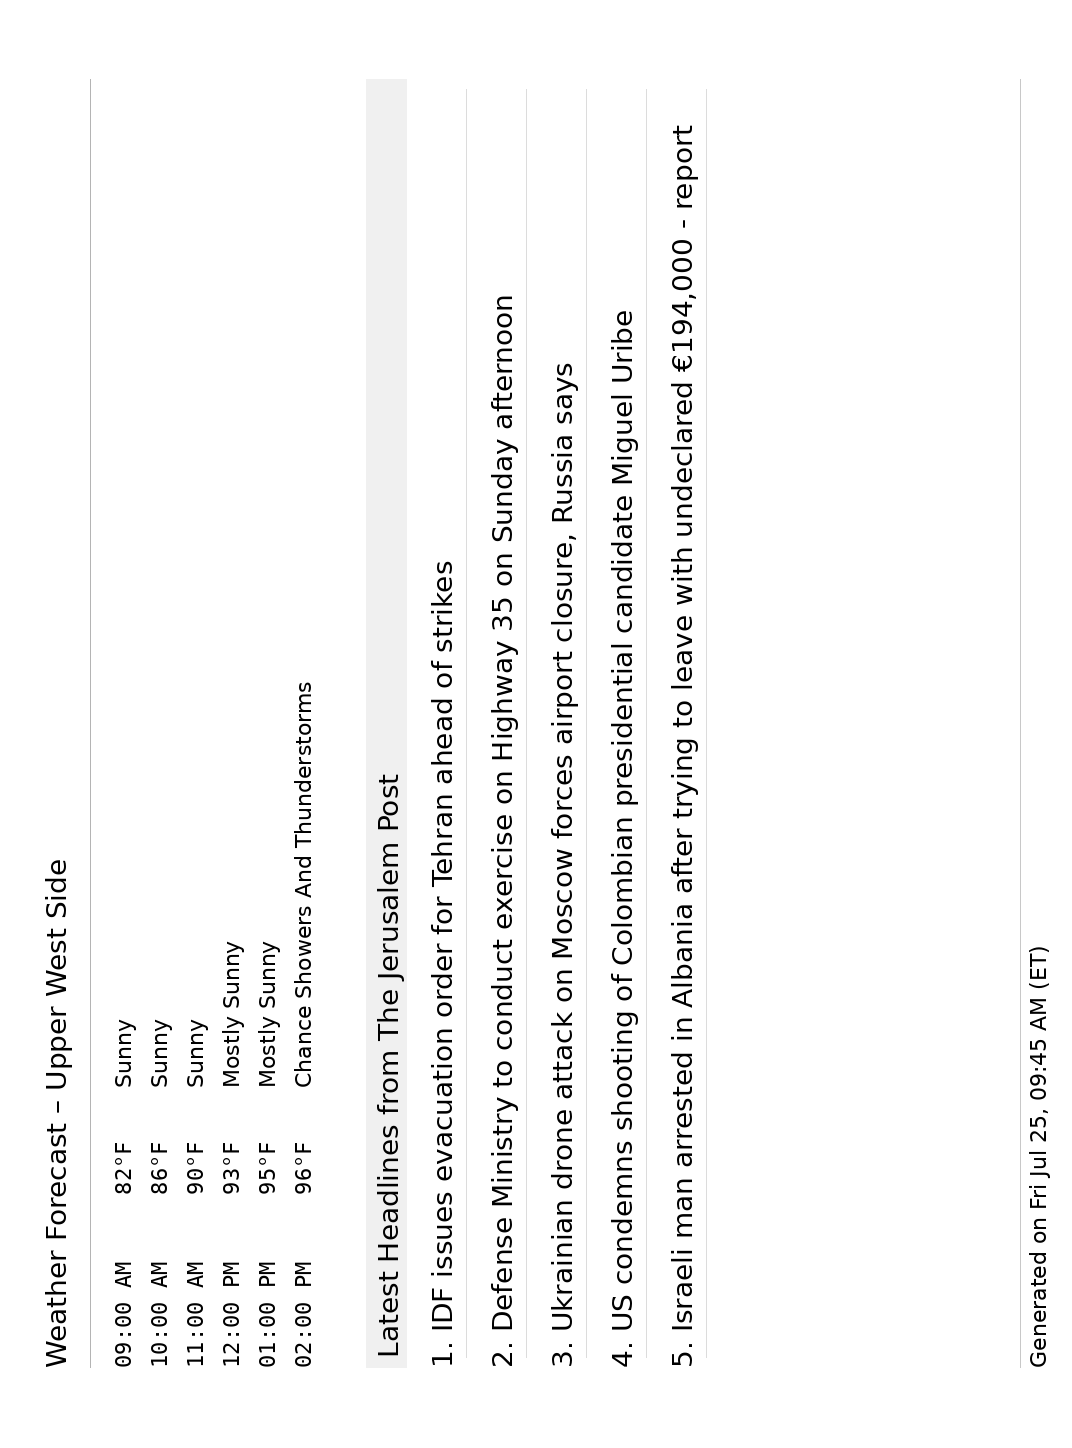 Weather Forecast – Upper West Side
09:00 AM 82°F Sunny
10:00 AM 86°F Sunny
11:00 AM 90°F Sunny
12:00 PM 93°F Mostly Sunny
01:00 PM 95°F Mostly Sunny
02:00 PM 96°F Chance Showers And Thunderstorms
Latest Headlines from The Jerusalem Post
1. IDF issues evacuation order for Tehran ahead of strikes
2. Defense Ministry to conduct exercise on Highway 35 on Sunday afternoon
3. Ukrainian drone attack on Moscow forces airport closure, Russia says
4. US condemns shooting of Colombian presidential candidate Miguel Uribe
5. Israeli man arrested in Albania after trying to leave with undeclared €194,000 - report
Generated on Fri Jul 25, 09:45 AM (ET)